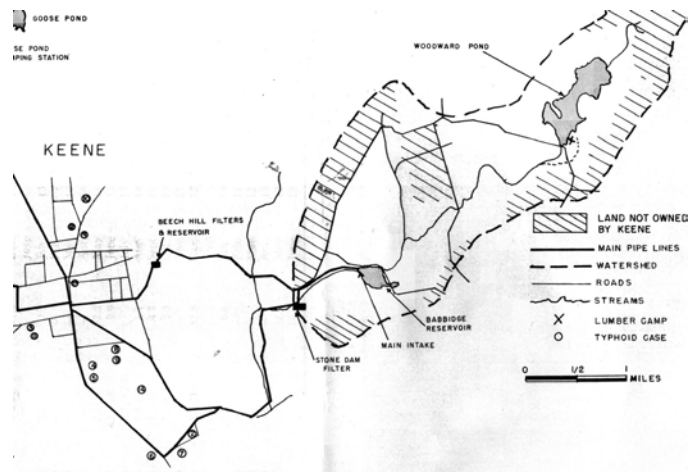 GOOSE POND
SE POND
IPING STATION
WOODWARD POND
KEENE
BEECH HILL FILTERS
& RESERVOIR
LAND NOT OWNED
BY KEENE
MAIN PIPE LINES
WATERSHED
ROADS
STREAMS
LUMBER CAMP
TYPHOID CASE
BABBIDGE
RESERVOIR
MAIN INTAKE
STONE DAM
FILTER
0 1/2 1
MILES